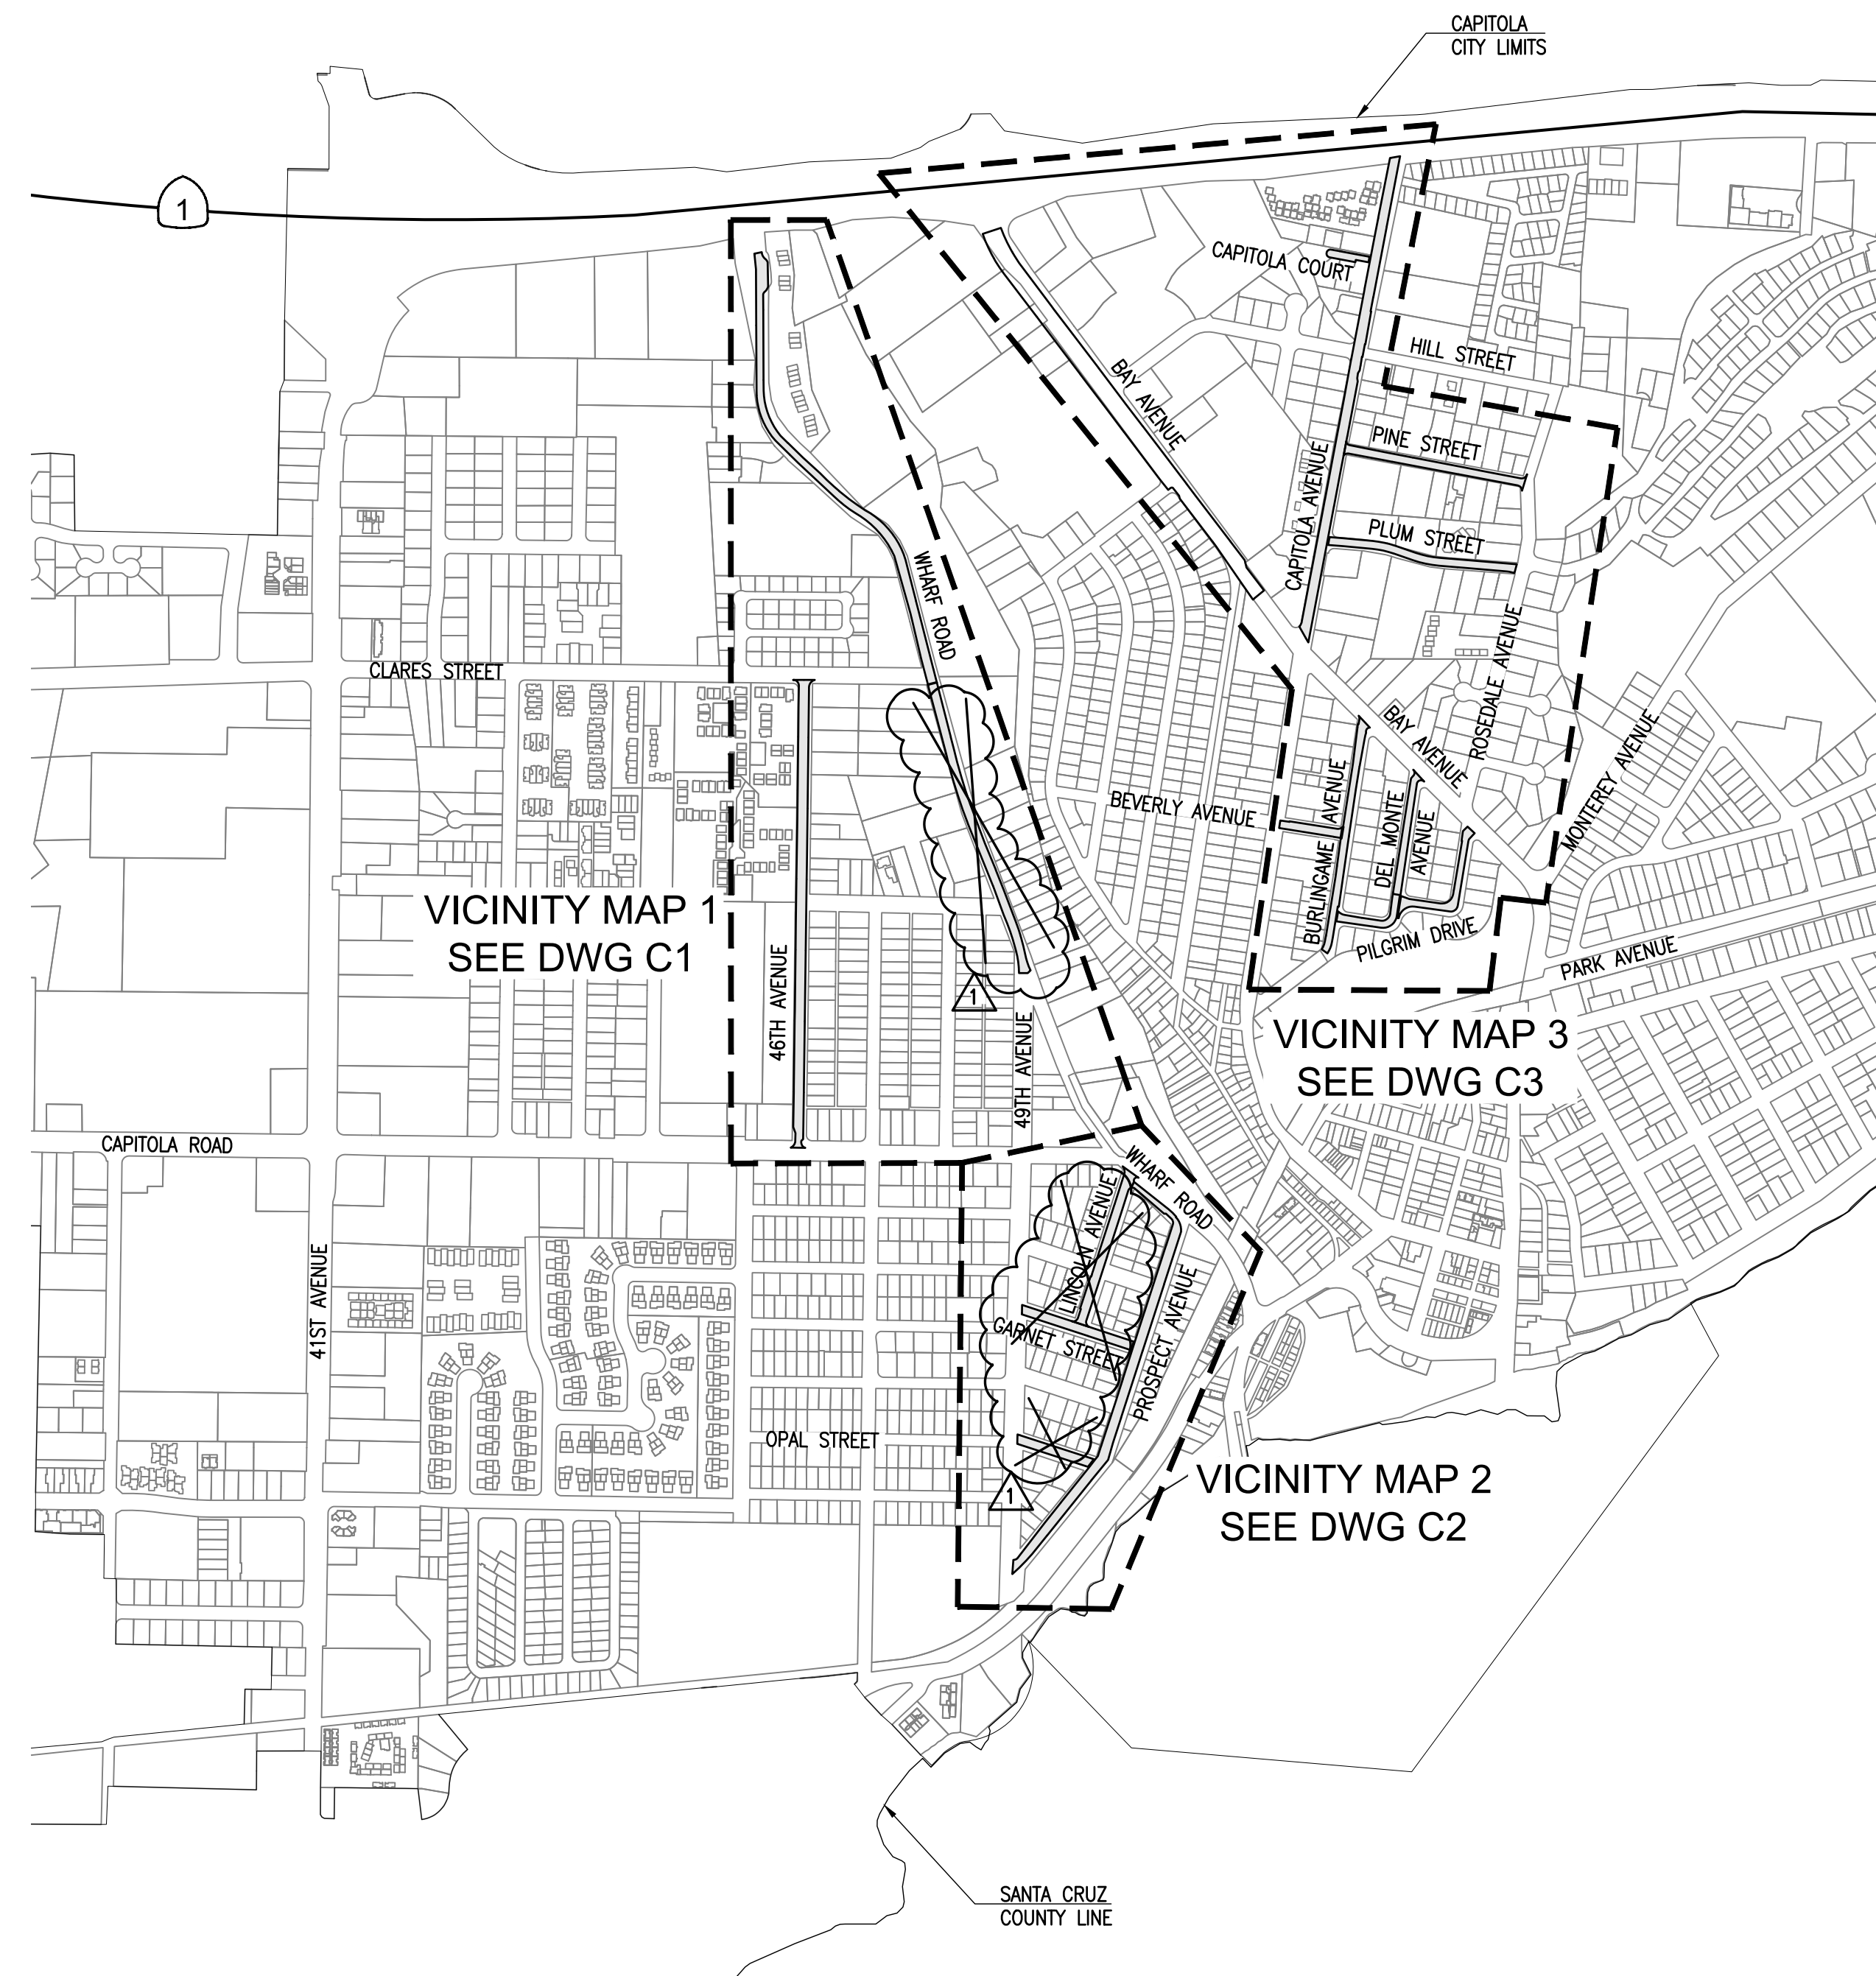 CAPITOLA
CITY LIMITS
1
CAPITOLA COURT
HILL STREET
BAY AVENUE
PINE STREET
CAPITOLA AVENUE
PLUM STREET
WHARF ROAD
CLARES STREET
ROSEDALE AVENUE
BAY AVENUE
MONTEREY AVENUE
BEVERLY AVENUE
BURLINGAME AVENUE
DEL MONTE
AVENUE
PILGRIM DRIVE
PARK AVENUE
VICINITY MAP 1
SEE DWG C1
46TH AVENUE
1
49TH AVENUE
VICINITY MAP 3
SEE DWG C3
CAPITOLA ROAD
WHARF ROAD
LINCOLN AVENUE
41ST AVENUE
GARNET STREET
PROSPECT AVENUE
OPAL STREET
1
VICINITY MAP 2
SEE DWG C2
SANTA CRUZ
COUNTY LINE